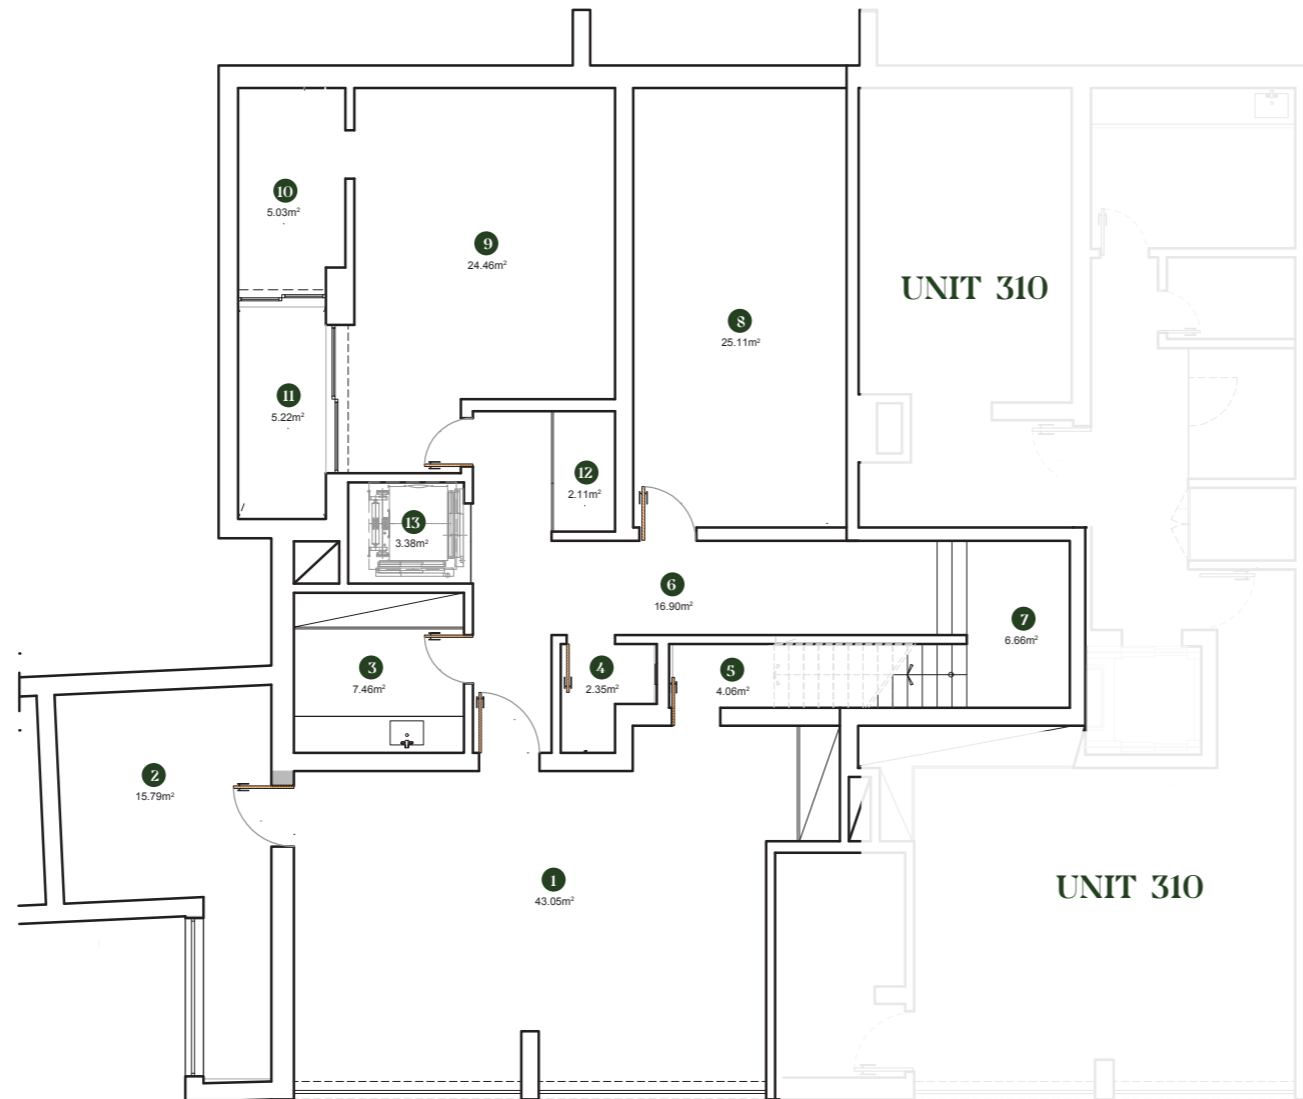 10
5.03m²
9
24.46m²
UNIT 310
8
25.11m²
11
5.22m²
12
2.11m²
13
3.38m²
6
16.90m²
7
6.66m²
3
7.46m²
4
2.35m²
5
4.06m²
2
15.79m²
1
43.05m²
UNIT 310